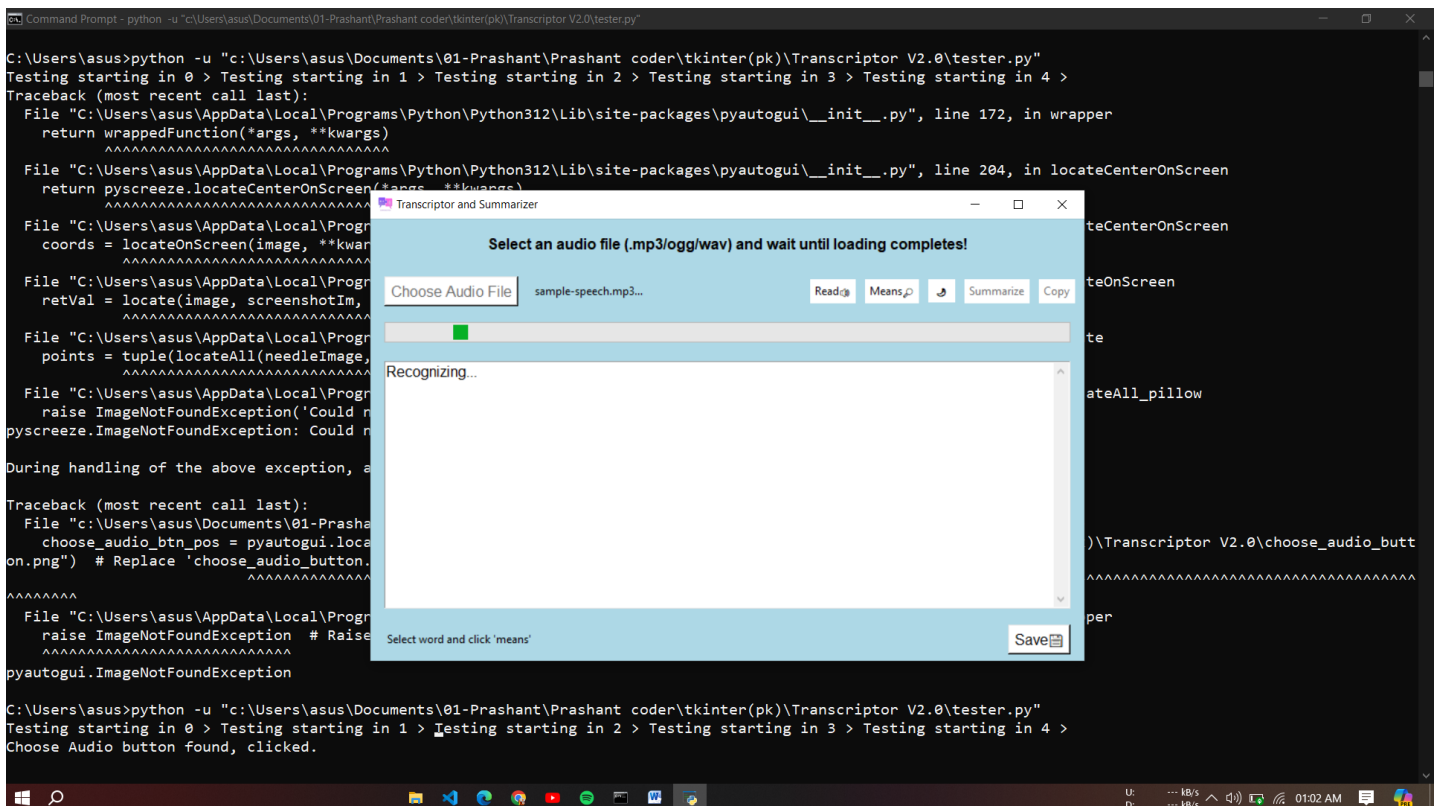 Command Prompt - python -u "c:\Users\asus\Documents\01-Prashant\Prashant coder\tkinter(pk)\Transcriptor V2.0\tester.py"
C:\Users\asus>python -u "c:\Users\asus\Documents\01-Prashant\Prashant coder\tkinter(pk)\Transcriptor V2.0\tester.py"
Testing starting in 0 > Testing starting in 1 > Testing starting in 2 > Testing starting in 3 > Testing starting in 4 >
Traceback (most recent call last):
File "C:\Users\asus\AppData\Local\Programs\Python\Python312\Lib\site-packages\pyautogui\__init__.py", line 172, in wrapper
return wrappedFunction(*args, **kwargs)
^^^^^^^^^^^^^^^^^^^^^^^^^^^^^^^^
File "C:\Users\asus\AppData\Local\Programs\Python\Python312\Lib\site-packages\pyautogui\__init__.py", line 204, in locateCenterOnScreen
return pyscreeze.locateCenterOnScreen(*args, **kwargs)
^^^^^^^^^^^^^^^^^^^^^^^^^^^^^^
File "C:\Users\asus\AppData\Local\Progr teCenterOnScreen
coords = locateOnScreen(image, **kwar
^^^^^^^^^^^^^^^^^^^^^^^^^^^^
File "C:\Users\asus\AppData\Local\Progr teOnScreen
retVal = locate(image, screenshotIm,
^^^^^^^^^^^^^^^^^^^^^^^^^^^^
File "C:\Users\asus\AppData\Local\Progr te
points = tuple(locateAll(needleImage,
^^^^^^^^^^^^^^^^^^^^^^^^^^^^
File "C:\Users\asus\AppData\Local\Progr ateAll_pillow
raise ImageNotFoundException('Could n
pyscreeze.ImageNotFoundException: Could n
During handling of the above exception, a
Traceback (most recent call last):
File "c:\Users\asus\Documents\01-Prasha
choose_audio_btn_pos = pyautogui.loca )\Transcriptor V2.0\choose_audio_butt
on.png") # Replace 'choose_audio_button.
^^^^^^^^^^^^^^ ^^^^^^^^^^^^^^^^^^^^^^^^^^^^^^^^^^^^^
^^^^^^^^
File "C:\Users\asus\AppData\Local\Progr per
raise ImageNotFoundException # Raise
^^^^^^^^^^^^^^^^^^^^^^^^^^^^
pyautogui.ImageNotFoundException
C:\Users\asus>python -u "c:\Users\asus\Documents\01-Prashant\Prashant coder\tkinter(pk)\Transcriptor V2.0\tester.py"
Testing starting in 0 > Testing starting in 1 > Testing starting in 2 > Testing starting in 3 > Testing starting in 4 >
Choose Audio button found, clicked.
Transcriptor and Summarizer
Select an audio file (.mp3/ogg/wav) and wait until loading completes!
Choose Audio File sample-speech.mp3... Read Means Summarize Copy
Recognizing...
Select word and click 'means' Save
U: --- kB/s
D: --- kB/s
01:02 AM